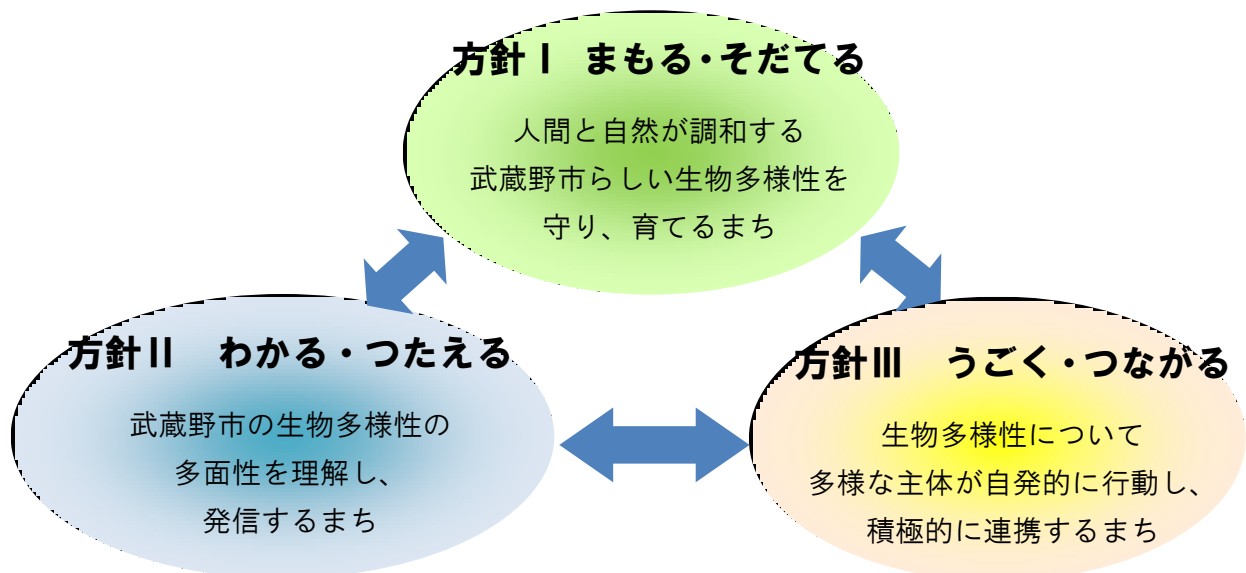 方針Ⅰ まもる・そだてる
人間と自然が調和する
武蔵野市らしい生物多様性を
守り、育てるまち
方針Ⅱ わかる・つたえる
武蔵野市の生物多様性の
多面性を理解し、
発信するまち
方針Ⅲ うごく・つながる
生物多様性について
多様な主体が自発的に行動し、
積極的に連携するまち